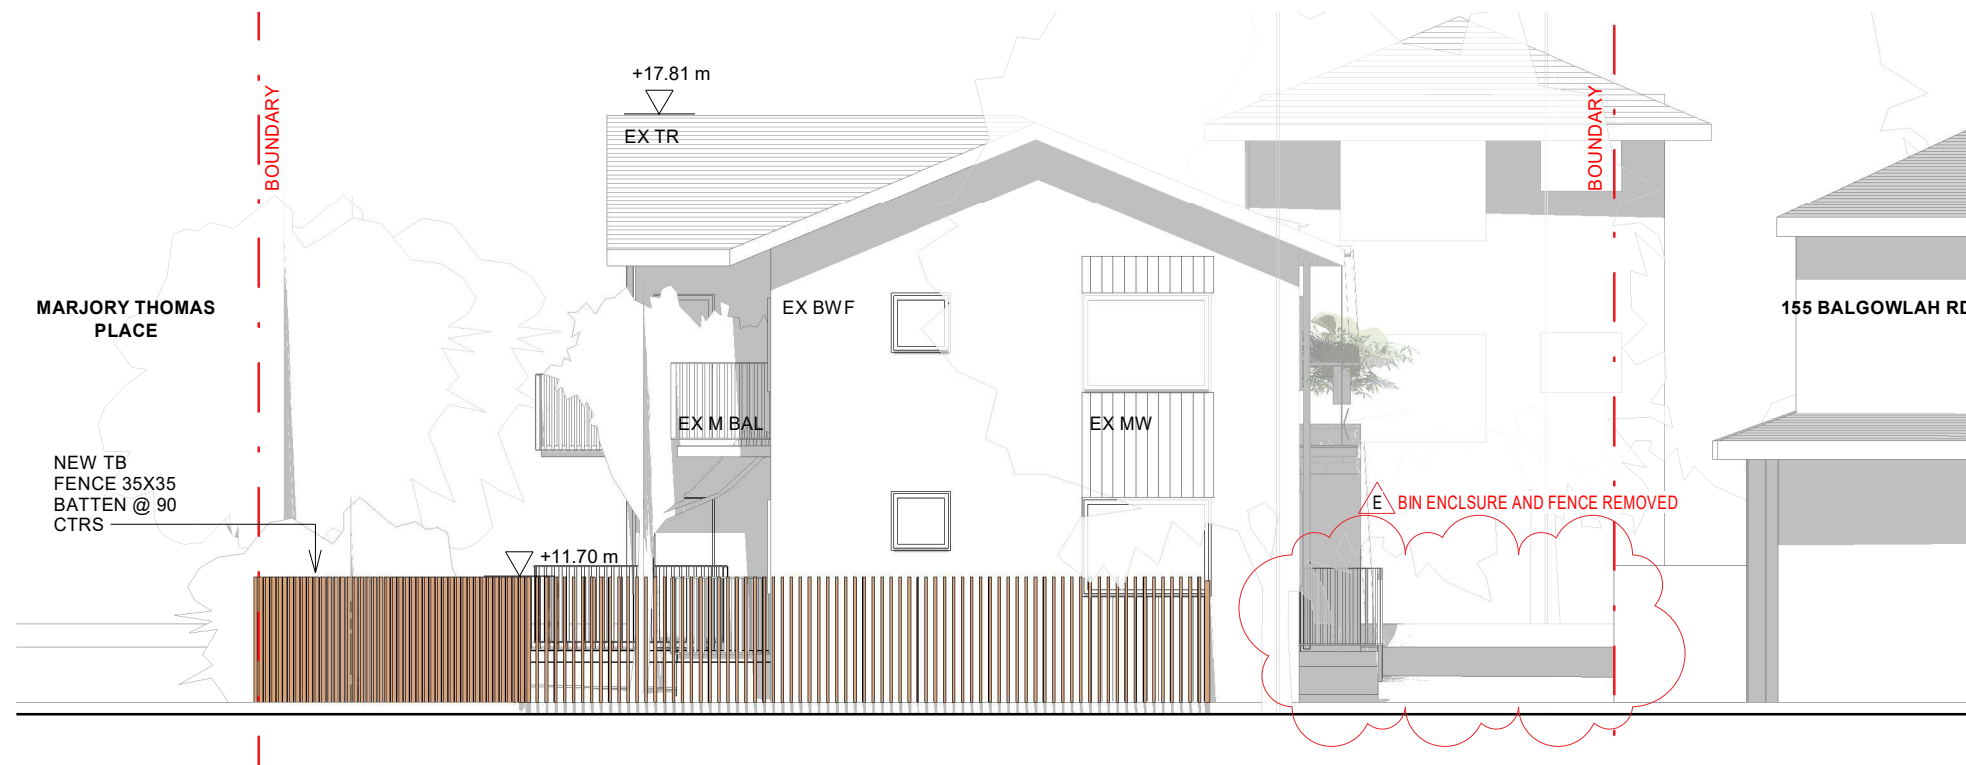 +17.81 m
BOUNDARY
BOUNDARY
EX TR
MARJORY THOMAS
PLACE
EX BWF
155 BALGOWLAH RD
EX M BAL
EX MW
NEW TB
FENCE 35X35
BATTEN @ 90
CTRS
E BIN ENCLSURE AND FENCE REMOVED
+11.70 m